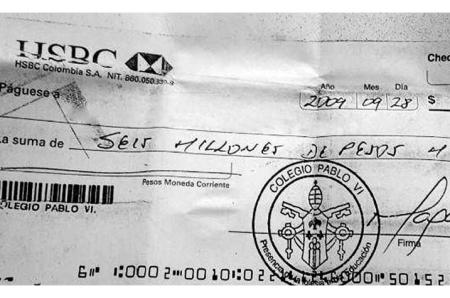 HSBC
HSBC Colombia S.A. NIT. 860.050.
Páguese a
Año Mes Día
2009 09 28 $
La suma de SEIS MILLONES DE PESOS M
Pesos Moneda Corriente
COLEGIO PABLO VI.
OLEGIO PABLO VI.
Firma